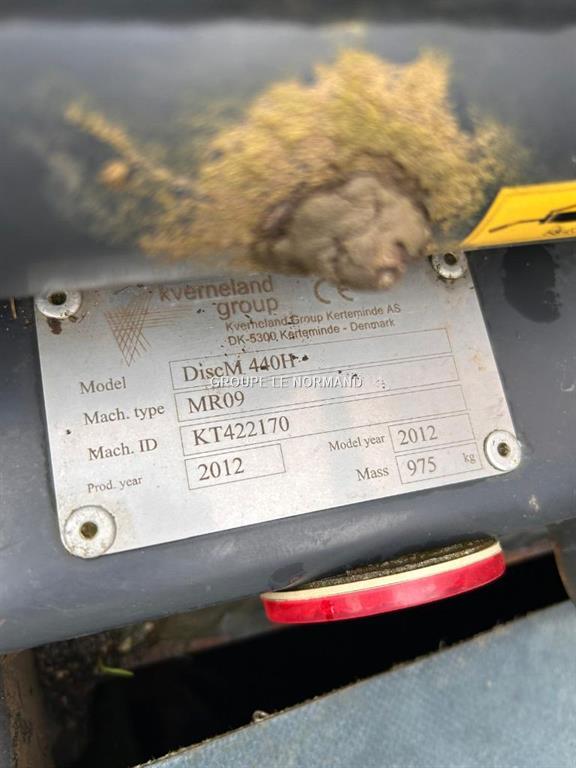 kverneland
group
CE
Kverneland Group Kerteminde AS
DK-5300 Kerteminde - Denmark
Model DiscM 440H
GROUPE LE NORMAND
Mach. type MR09
Mach. ID KT422170
Prod. year 2012 Model year 2012
Mass 975 kg